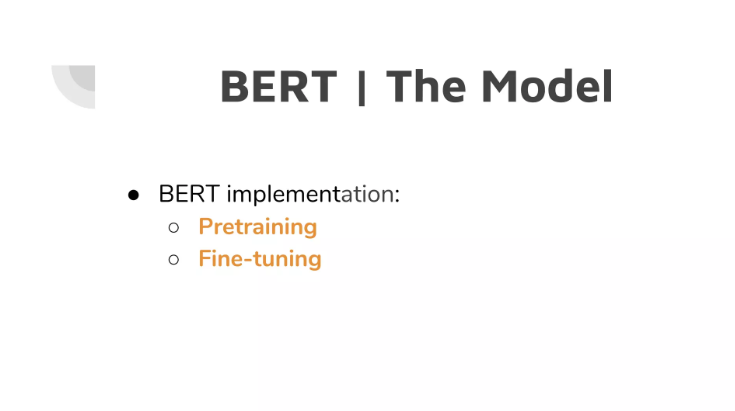 BERT | The Model
● BERT implementation:
○ Pretraining
○ Fine-tuning